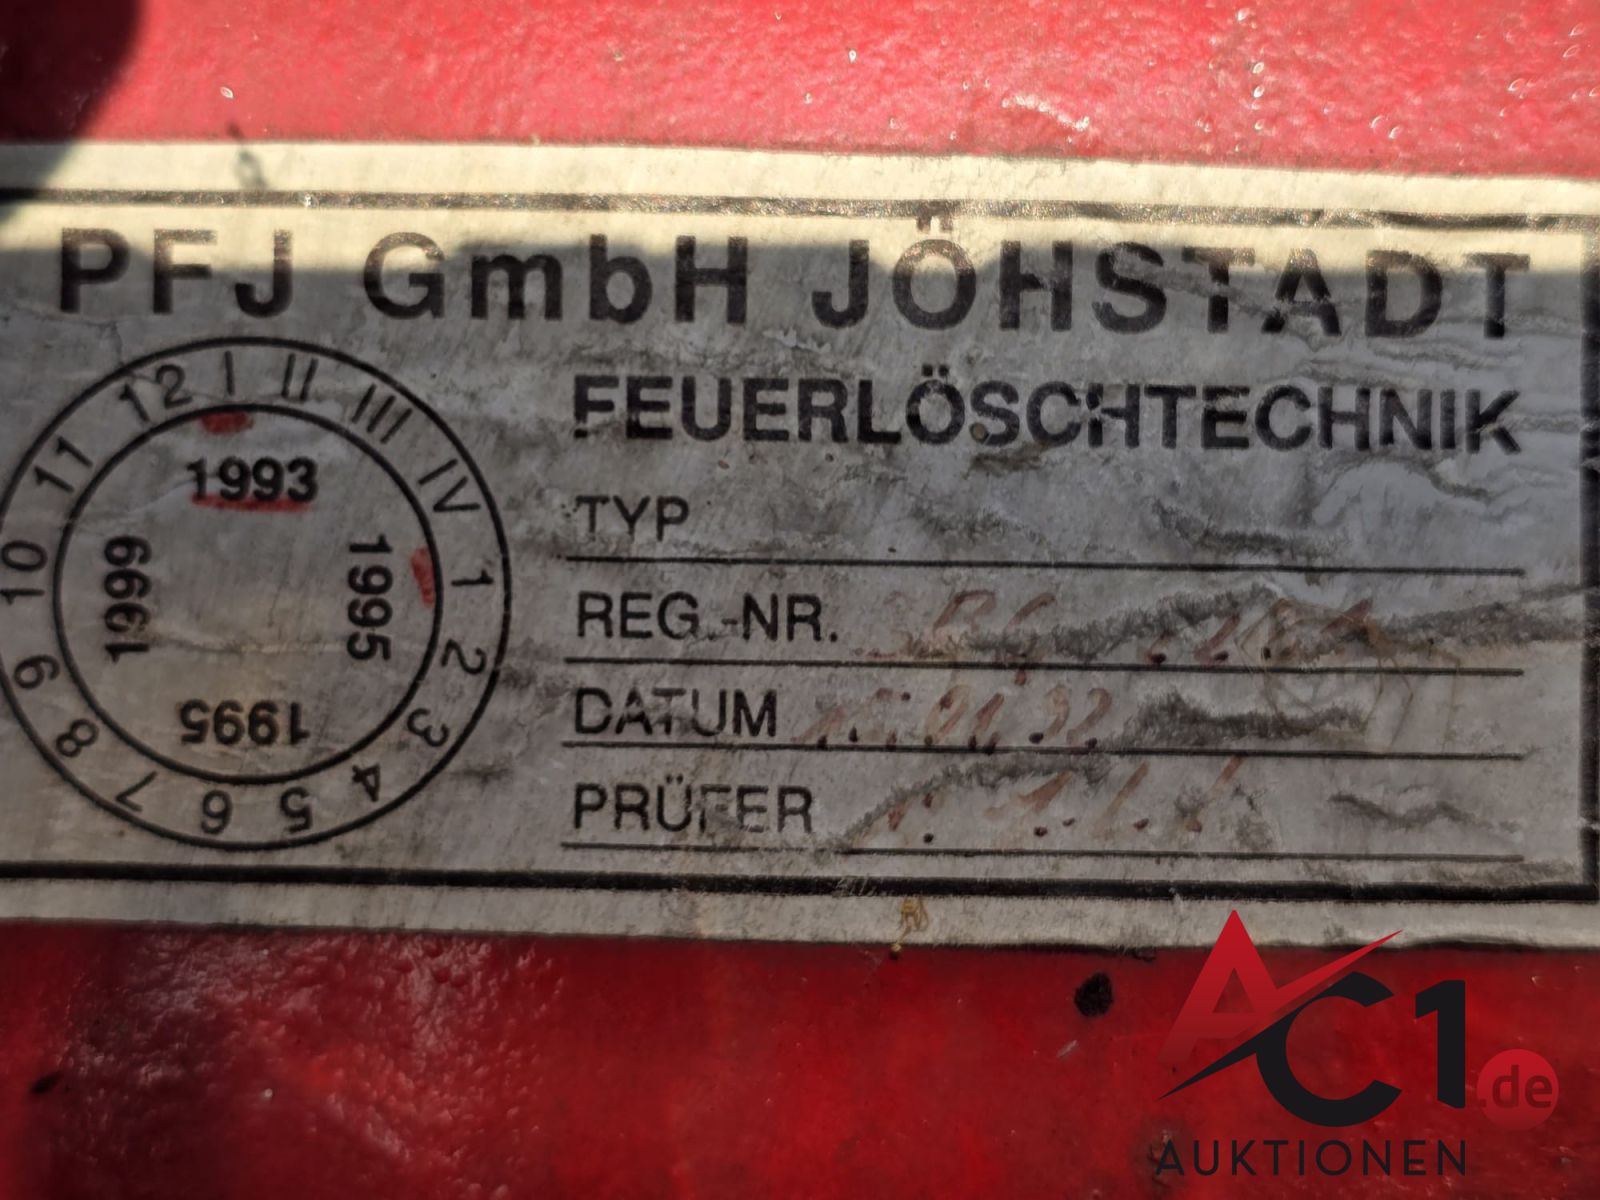 PFJ GmbH JÖHSTADT
FEUERLÖSCHTECHNIK
12 I II III IV 1 2 3 4 5 6 7 8 9 10 11
1993
1995
1995
1999
TYP
REG.-NR.
DATUM
PRÜFER
AC1.de
AUKTIONEN